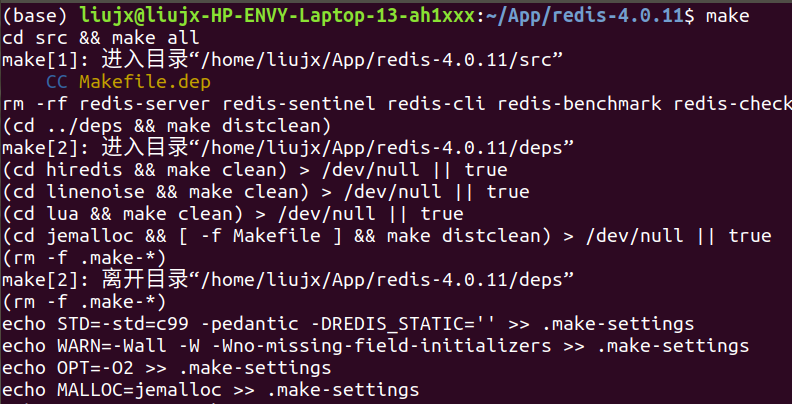 (base) liujx@liujx-HP-ENVY-Laptop-13-ah1xxx:~/App/redis-4.0.11$ make
cd src && make all
make[1]: 进入目录“/home/liujx/App/redis-4.0.11/src”
    CC Makefile.dep
rm -rf redis-server redis-sentinel redis-cli redis-benchmark redis-check
(cd ../deps && make distclean)
make[2]: 进入目录“/home/liujx/App/redis-4.0.11/deps”
(cd hiredis && make clean) > /dev/null || true
(cd linenoise && make clean) > /dev/null || true
(cd lua && make clean) > /dev/null || true
(cd jemalloc && [ -f Makefile ] && make distclean) > /dev/null || true
(rm -f .make-*)
make[2]: 离开目录“/home/liujx/App/redis-4.0.11/deps”
(rm -f .make-*)
echo STD=-std=c99 -pedantic -DREDIS_STATIC='' >> .make-settings
echo WARN=-Wall -W -Wno-missing-field-initializers >> .make-settings
echo OPT=-O2 >> .make-settings
echo MALLOC=jemalloc >> .make-settings